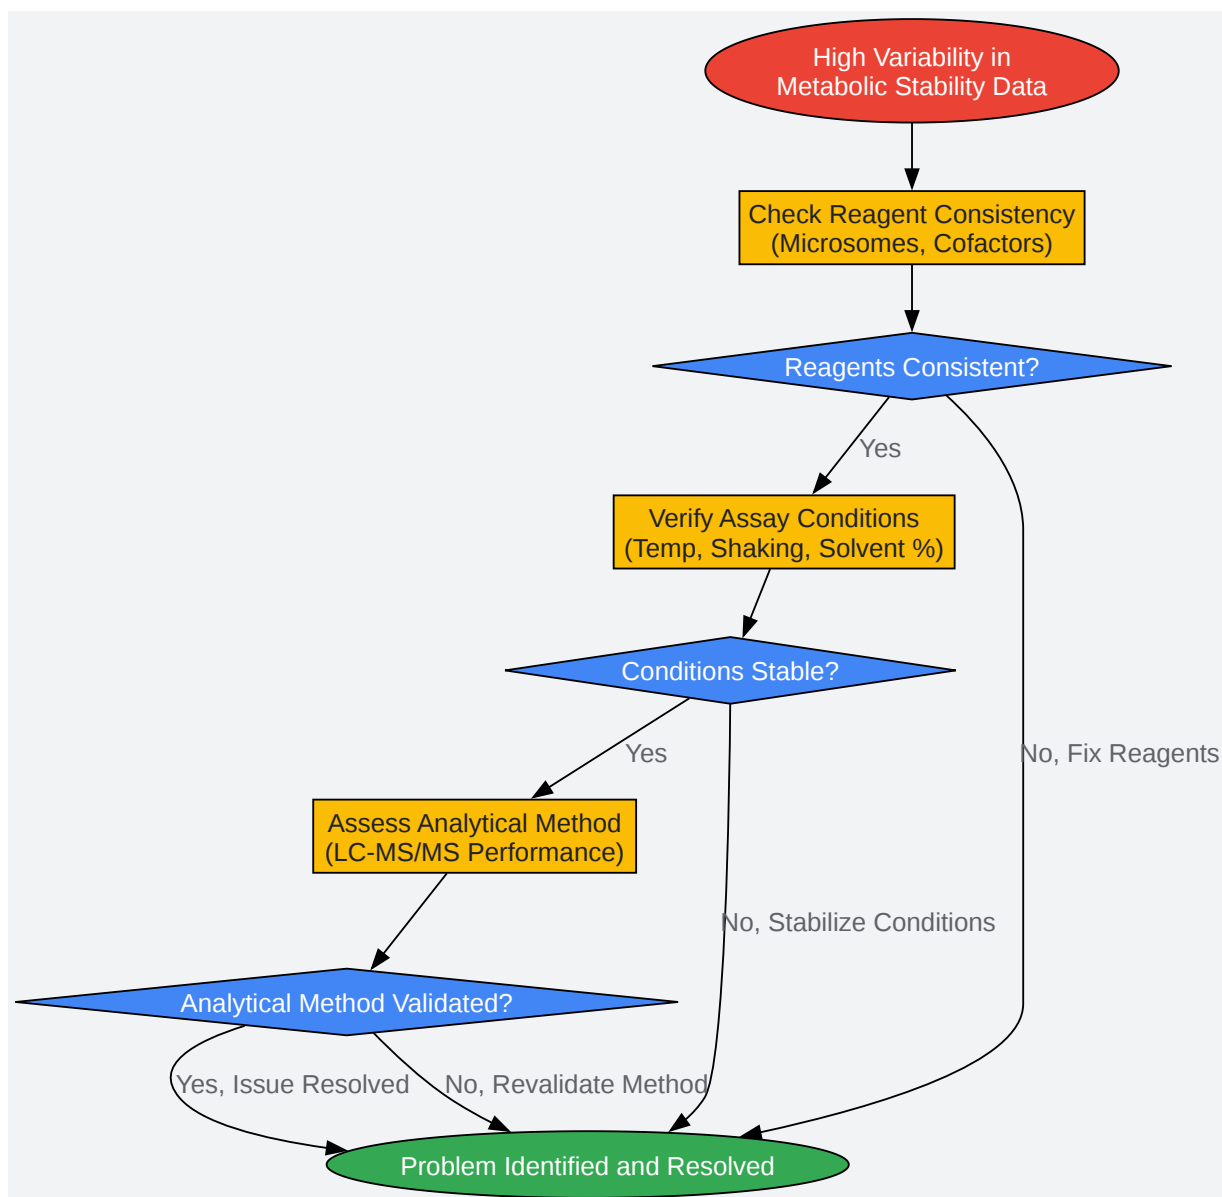 High Variability in
Metabolic Stability Data
Check Reagent Consistency
(Microsomes, Cofactors)
Reagents Consistent?
Yes
Verify Assay Conditions
(Temp, Shaking, Solvent %)
Conditions Stable?
Yes
No, Fix Reagents
Assess Analytical Method
(LC-MS/MS Performance)
No, Stabilize Conditions
Analytical Method Validated?
Yes, Issue Resolved
No, Revalidate Method
Problem Identified and Resolved